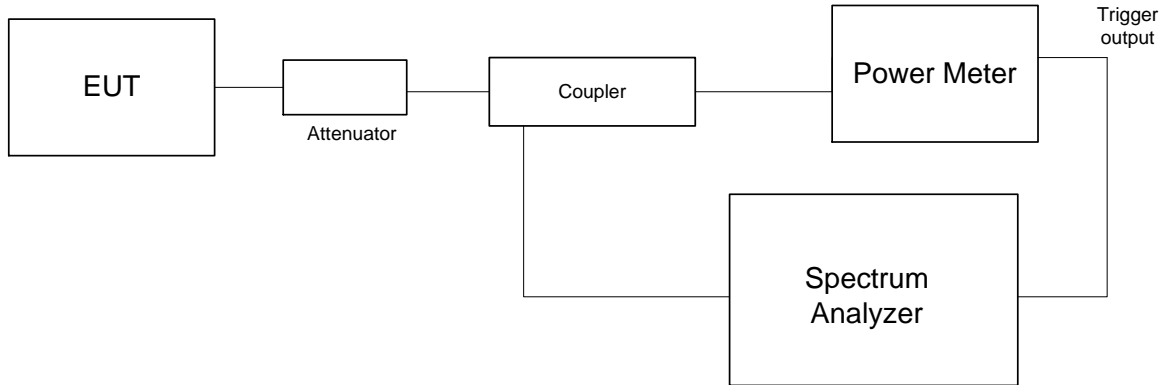 EUT
Attenuator
Coupler
Power Meter
Trigger
output
Spectrum
Analyzer